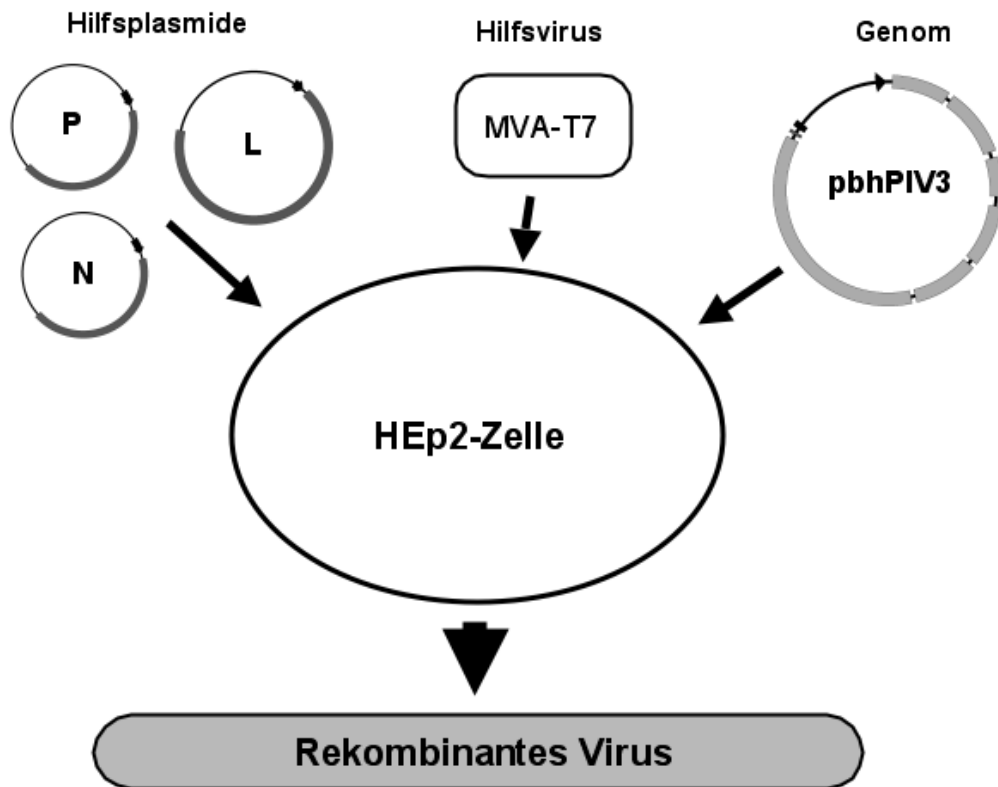 Hilfsplasmide
Hilfsvirus
Genom
P
L
N
MVA-T7
pbhPIV3
HEp2-Zelle
Rekombinantes Virus